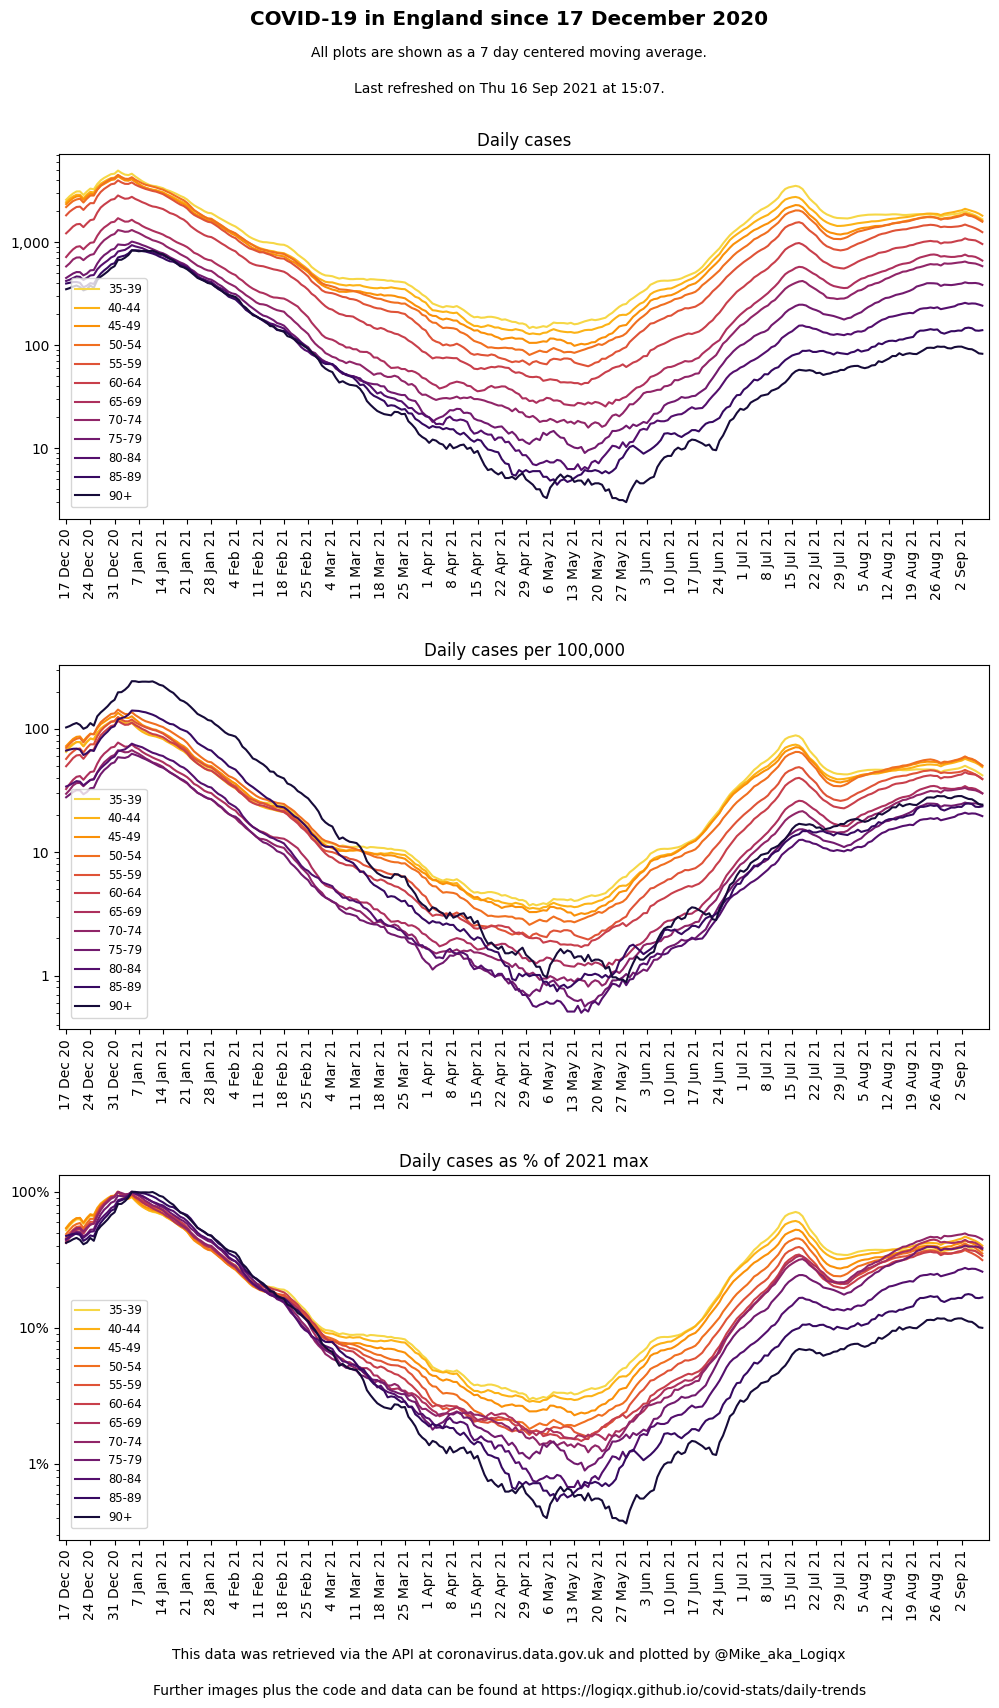 COVID-19 in England since 17 December 2020
All plots are shown as a 7 day centered moving average.
Last refreshed on Thu 16 Sep 2021 at 15:07.
Daily cases
1,000
100
10
35-39
40-44
45-49
50-54
55-59
60-64
65-69
70-74
75-79
80-84
85-89
90+
17 Dec 20
24 Dec 20
31 Dec 20
7 Jan 21
14 Jan 21
21 Jan 21
28 Jan 21
4 Feb 21
11 Feb 21
18 Feb 21
25 Feb 21
4 Mar 21
11 Mar 21
18 Mar 21
25 Mar 21
1 Apr 21
8 Apr 21
15 Apr 21
22 Apr 21
29 Apr 21
6 May 21
13 May 21
20 May 21
27 May 21
3 Jun 21
10 Jun 21
17 Jun 21
24 Jun 21
1 Jul 21
8 Jul 21
15 Jul 21
22 Jul 21
29 Jul 21
5 Aug 21
12 Aug 21
19 Aug 21
26 Aug 21
2 Sep 21
Daily cases per 100,000
100
10
1
35-39
40-44
45-49
50-54
55-59
60-64
65-69
70-74
75-79
80-84
85-89
90+
17 Dec 20
24 Dec 20
31 Dec 20
7 Jan 21
14 Jan 21
21 Jan 21
28 Jan 21
4 Feb 21
11 Feb 21
18 Feb 21
25 Feb 21
4 Mar 21
11 Mar 21
18 Mar 21
25 Mar 21
1 Apr 21
8 Apr 21
15 Apr 21
22 Apr 21
29 Apr 21
6 May 21
13 May 21
20 May 21
27 May 21
3 Jun 21
10 Jun 21
17 Jun 21
24 Jun 21
1 Jul 21
8 Jul 21
15 Jul 21
22 Jul 21
29 Jul 21
5 Aug 21
12 Aug 21
19 Aug 21
26 Aug 21
2 Sep 21
Daily cases as % of 2021 max
100%
10%
1%
35-39
40-44
45-49
50-54
55-59
60-64
65-69
70-74
75-79
80-84
85-89
90+
17 Dec 20
24 Dec 20
31 Dec 20
7 Jan 21
14 Jan 21
21 Jan 21
28 Jan 21
4 Feb 21
11 Feb 21
18 Feb 21
25 Feb 21
4 Mar 21
11 Mar 21
18 Mar 21
25 Mar 21
1 Apr 21
8 Apr 21
15 Apr 21
22 Apr 21
29 Apr 21
6 May 21
13 May 21
20 May 21
27 May 21
3 Jun 21
10 Jun 21
17 Jun 21
24 Jun 21
1 Jul 21
8 Jul 21
15 Jul 21
22 Jul 21
29 Jul 21
5 Aug 21
12 Aug 21
19 Aug 21
26 Aug 21
2 Sep 21
This data was retrieved via the API at coronavirus.data.gov.uk and plotted by @Mike_aka_Logiqx
Further images plus the code and data can be found at https://logiqx.github.io/covid-stats/daily-trends